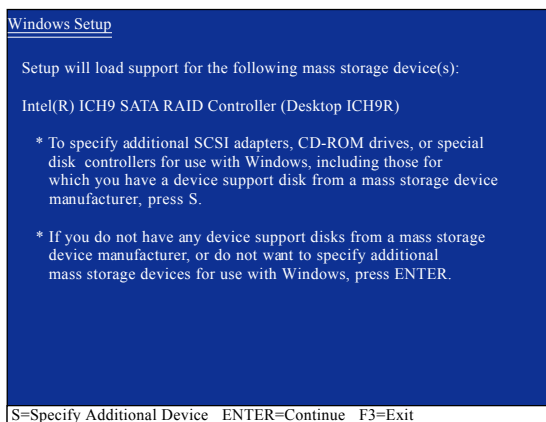 Windows Setup
Setup will load support for the following mass storage device(s):
Intel(R) ICH9 SATA RAID Controller (Desktop ICH9R)
* To specify additional SCSI adapters, CD-ROM drives, or special
disk controllers for use with Windows, including those for
which you have a device support disk from a mass storage device
manufacturer, press S.
* If you do not have any device support disks from a mass storage
device manufacturer, or do not want to specify additional
mass storage devices for use with Windows, press ENTER.
S=Specify Additional Device ENTER=Continue F3=Exit